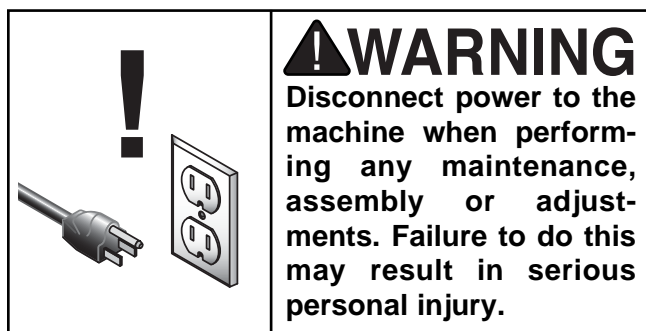 !
! WARNING
Disconnect power to the
machine when perform-
ing any maintenance,
assembly or adjust-
ments. Failure to do this
may result in serious
personal injury.